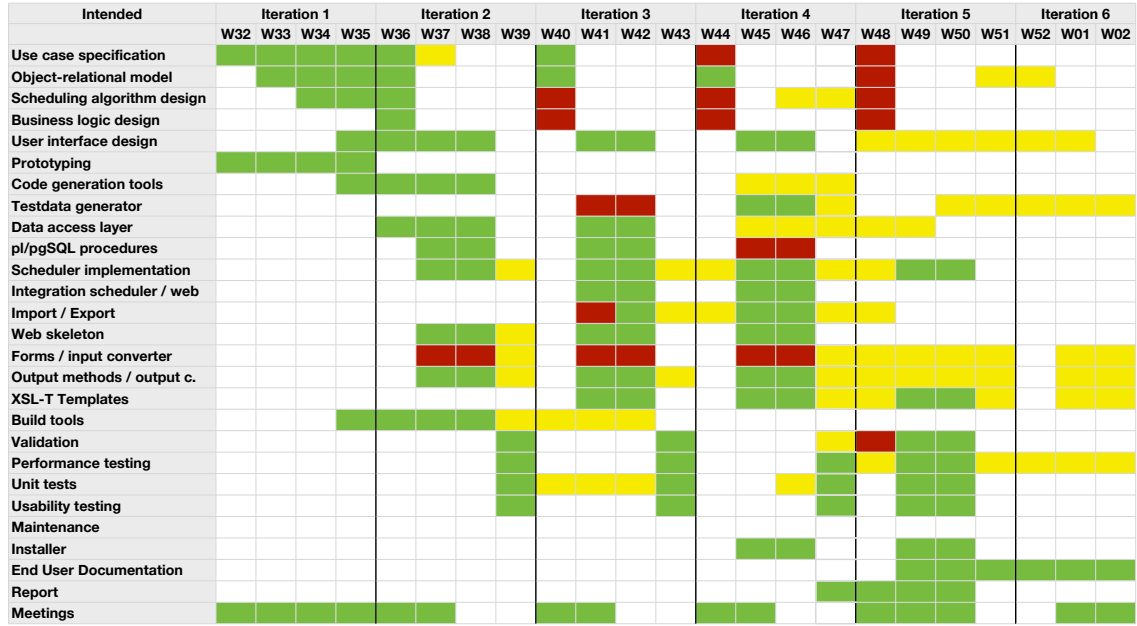 Intended Iteration 1 Iteration 2 Iteration 3 Iteration 4 Iteration 5 Iteration 6
W32 W33 W34 W35 W36 W37 W38 W39 W40 W41 W42 W43 W44 W45 W46 W47 W48 W49 W50 W51 W52 W01 W02
Use case specification
Object-relational model
Scheduling algorithm design
Business logic design
User interface design
Prototyping
Code generation tools
Testdata generator
Data access layer
pl/pgSQL procedures
Scheduler implementation
Integration scheduler / web
Import / Export
Web skeleton
Forms / input converter
Output methods / output c.
XSL-T Templates
Build tools
Validation
Performance testing
Unit tests
Usability testing
Maintenance
Installer
End User Documentation
Report
Meetings